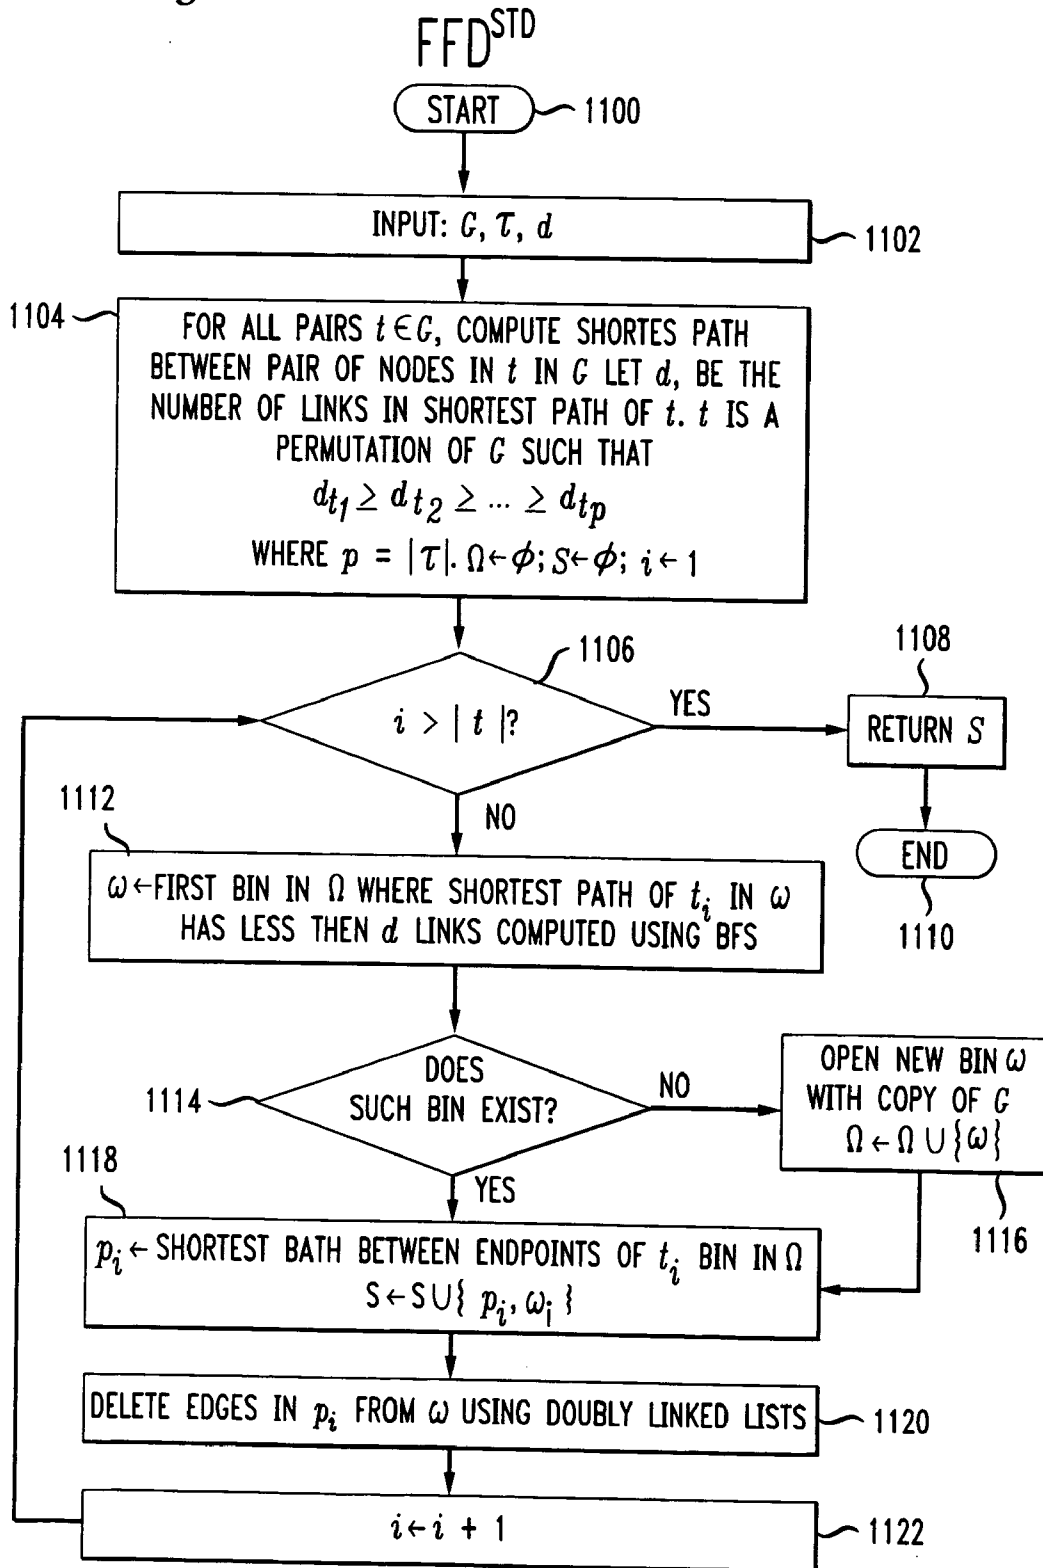 FFD^STD
START
1100
INPUT: G, τ, d
1102
1104
FOR ALL PAIRS t∈G, COMPUTE SHORTES PATH
BETWEEN PAIR OF NODES IN t IN G LET d, BE THE
NUMBER OF LINKS IN SHORTEST PATH OF t. t IS A
PERMUTATION OF G SUCH THAT
d_t1 ≥ d_t2 ≥ ... ≥ d_tp
WHERE p = |τ|. Ω←ϕ; S←ϕ; i←1
1106
i > | t |?
YES
1108
RETURN S
END
1110
NO
1112
ω←FIRST BIN IN Ω WHERE SHORTEST PATH OF t_i IN ω
HAS LESS THEN d LINKS COMPUTED USING BFS
1114
DOES
SUCH BIN EXIST?
NO
OPEN NEW BIN ω
WITH COPY OF G
Ω←Ω∪{ω}
1116
YES
1118
p_i←SHORTEST BATH BETWEEN ENDPOINTS OF t_i BIN IN Ω
S←S∪{ p_i, ω_i }
DELETE EDGES IN p_i FROM ω USING DOUBLY LINKED LISTS
1120
i←i + 1
1122